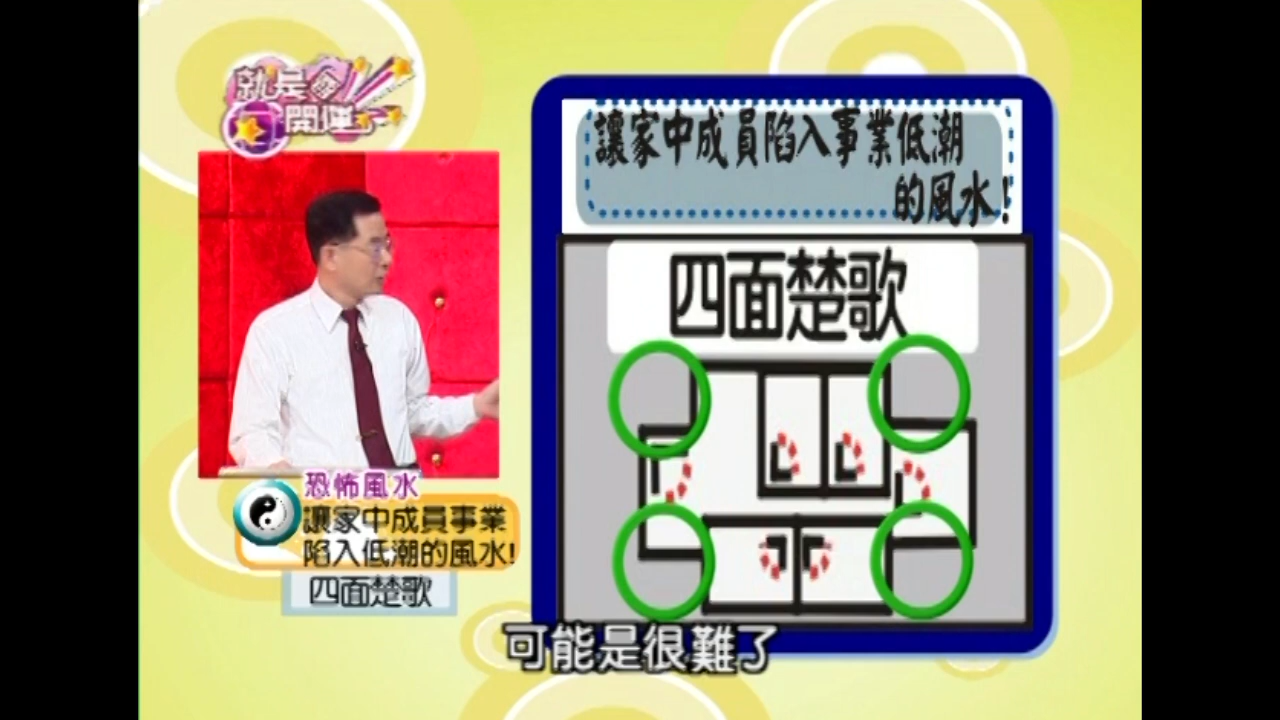 就是命
開運
讓家中成員陷入事業低潮
的風水!
四面楚歌
恐怖風水
讓家中成員事業
陷入低潮的風水!
四面楚歌
可能是很難了